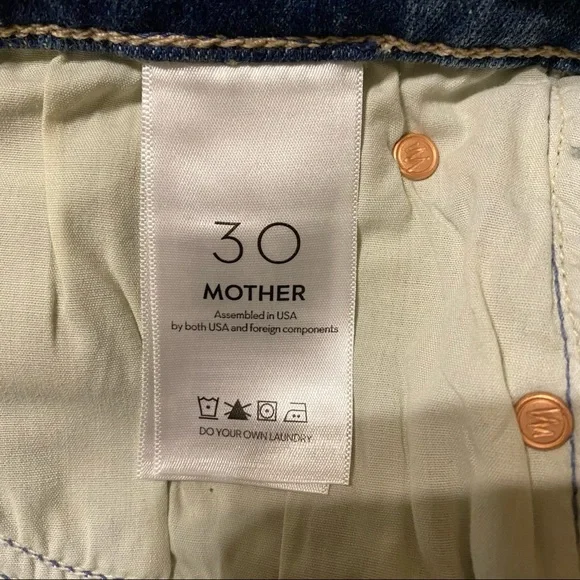 30
MOTHER
Assembled in USA
by both USA and foreign components
DO YOUR OWN LAUNDRY